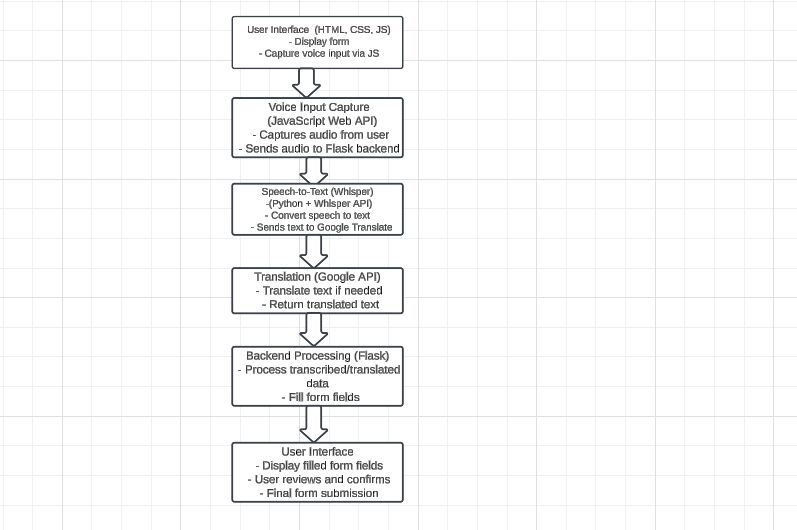 User Interface (HTML, CSS, JS)
- Display form
- Capture voice input via JS
Voice Input Capture
(JavaScript Web API)
- Captures audio from user
- Sends audio to Flask backend
Speech-to-Text (Whisper)
-(Python + Whisper API)
- Convert speech to text
- Sends text to Google Translate
Translation (Google API)
- Translate text if needed
- Return translated text
Backend Processing (Flask)
- Process transcribed/translated
data
- Fill form fields
User Interface
- Display filled form fields
- User reviews and confirms
- Final form submission